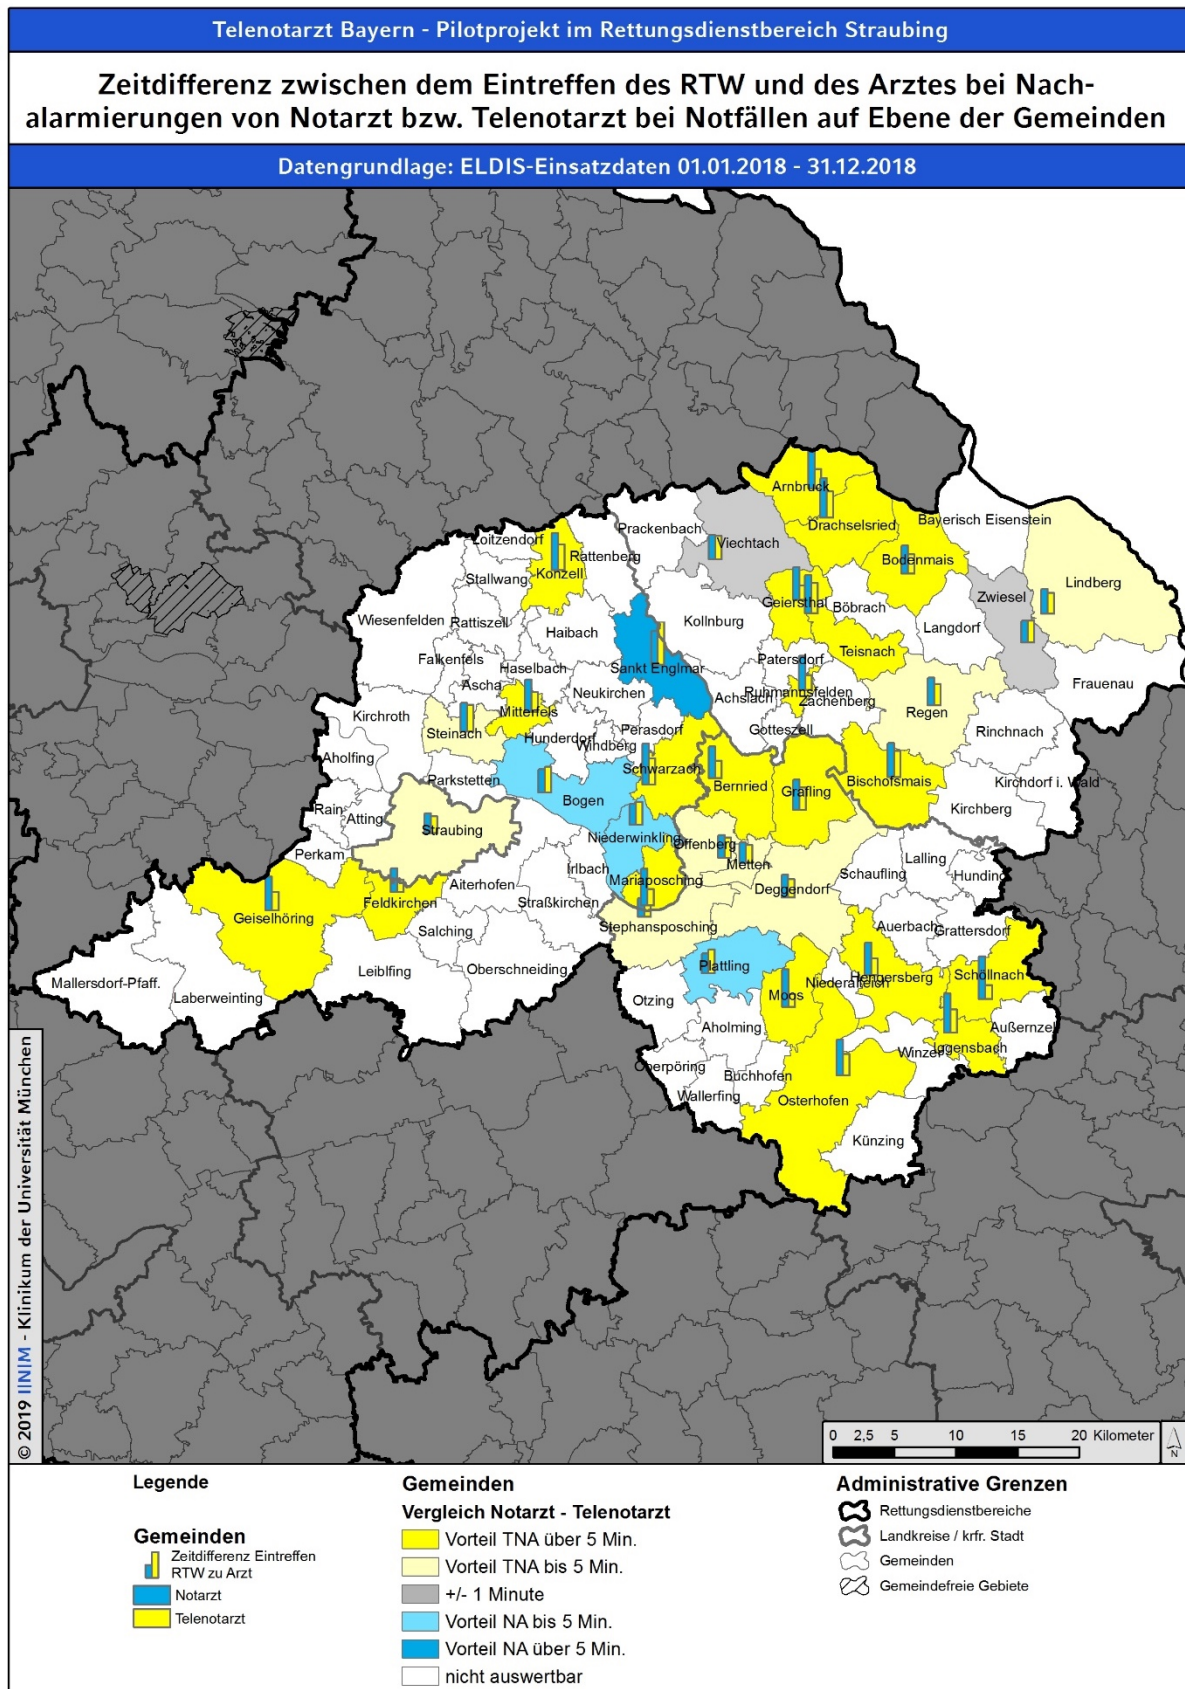 Telenotarzt Bayern - Pilotprojekt im Rettungsdienstbereich Straubing
Zeitdifferenz zwischen dem Eintreffen des RTW und des Arztes bei Nach-
alarmierungen von Notarzt bzw. Telenotarzt bei Notfällen auf Ebene der Gemeinden
Datengrundlage: ELDIS-Einsatzdaten 01.01.2018 - 31.12.2018
Arnbruck
Drachselsried
Bayerisch Eisenstein
Prackenbach
Viechtach
Loitzendorf
Rattenberg
Konzell
Bodenmais
Lindberg
Stallwang
Geiersthal
Böbrach
Zwiesel
Wiesenfelden
Rattiszell
Haibach
Kollnburg
Langdorf
Teisnach
Falkenfels
Haselbach
Sankt Englmar
Patersdorf
Ascha
Neukirchen
Achslach
Ruhmannsfelden
Zachenberg
Frauenau
Kirchroth
Mitterfels
Regen
Steinach
Hunderdorf
Windberg
Perasdorf
Gotteszell
Rinchnach
Aholfing
Parkstetten
Schwarzach
Bernried
Grafling
Bischofsmais
Kirchdorf i. Wald
Bogen
Kirchberg
Rain
Atting
Straubing
Niederwinkling
Offenberg
Metten
Perkam
Irlbach
Mariaposching
Deggendorf
Schaufling
Lalling
Hunding
Aiterhofen
Feldkirchen
Straßkirchen
Geiselhöring
Salching
Stephansposching
Auerbach
Grattersdorf
Mallersdorf-Pfaff.
Laberweinting
Leiblfing
Oberschneiding
Plattling
Hengersberg
Schöllnach
Niederalteich
Otzing
Moos
Aholming
Außernzell
Winzer
Iggensbach
Oberpöring
Buchhofen
Wallerfing
Osterhofen
Künzing
© 2019 INM - Klinikum der Universität München
0 2,5 5 10 15 20 Kilometer
N
Legende
Gemeinden
Zeitdifferenz Eintreffen
RTW zu Arzt
Notarzt
Telenotarzt
Gemeinden
Vergleich Notarzt - Telenotarzt
Vorteil TNA über 5 Min.
Vorteil TNA bis 5 Min.
+/- 1 Minute
Vorteil NA bis 5 Min.
Vorteil NA über 5 Min.
nicht auswertbar
Administrative Grenzen
Rettungsdienstbereiche
Landkreise / krfr. Stadt
Gemeinden
Gemeindefreie Gebiete